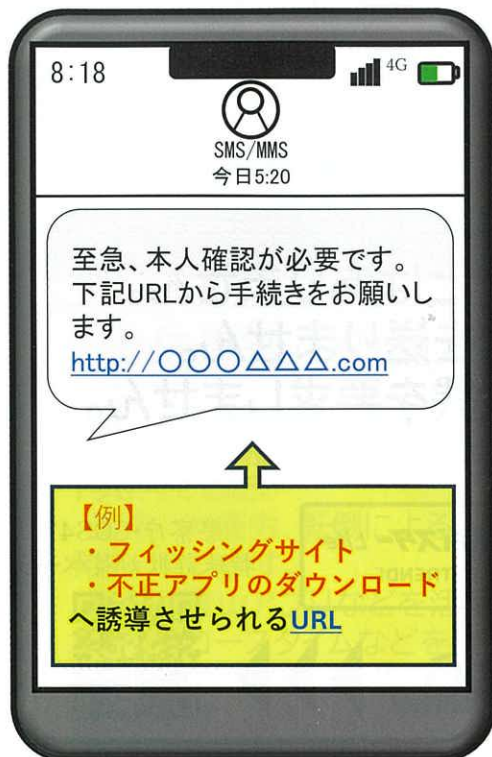 8:18
4G
SMS/MMS
今日5:20
至急、本人確認が必要です。
下記URLから手続きをお願いし
ます。
http://〇〇〇△△△.com
【例】
・フィッシングサイト
・不正アプリのダウンロード
へ誘導させられるURL